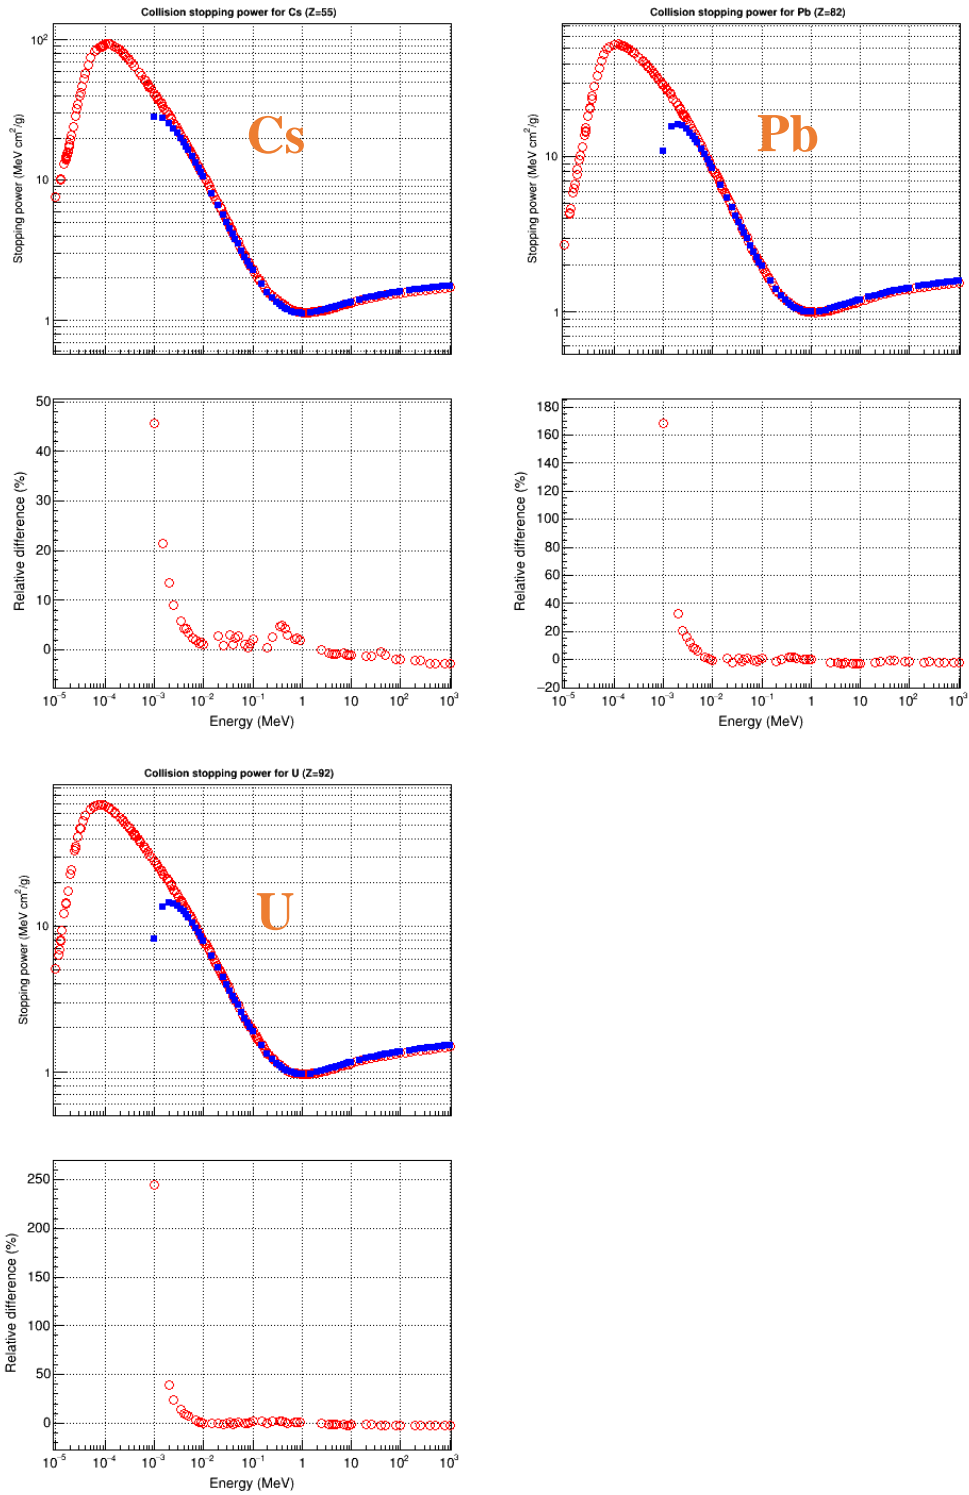 Collision stopping power for Cs (Z=55)
Stopping power (MeV cm²/g)
10²
10
1
Cs
Relative difference (%)
50
40
30
20
10
0
10⁻⁵ 10⁻⁴ 10⁻³ 10⁻² 10⁻¹ 1 10 10² 10³
Energy (MeV)
Collision stopping power for Pb (Z=82)
Stopping power (MeV cm²/g)
10
1
Pb
Relative difference (%)
180
160
140
120
100
80
60
40
20
0
−20
10⁻⁵ 10⁻⁴ 10⁻³ 10⁻² 10⁻¹ 1 10 10² 10³
Energy (MeV)
Collision stopping power for U (Z=92)
Stopping power (MeV cm²/g)
10
1
U
Relative difference (%)
250
200
150
100
50
0
10⁻⁵ 10⁻⁴ 10⁻³ 10⁻² 10⁻¹ 1 10 10² 10³
Energy (MeV)